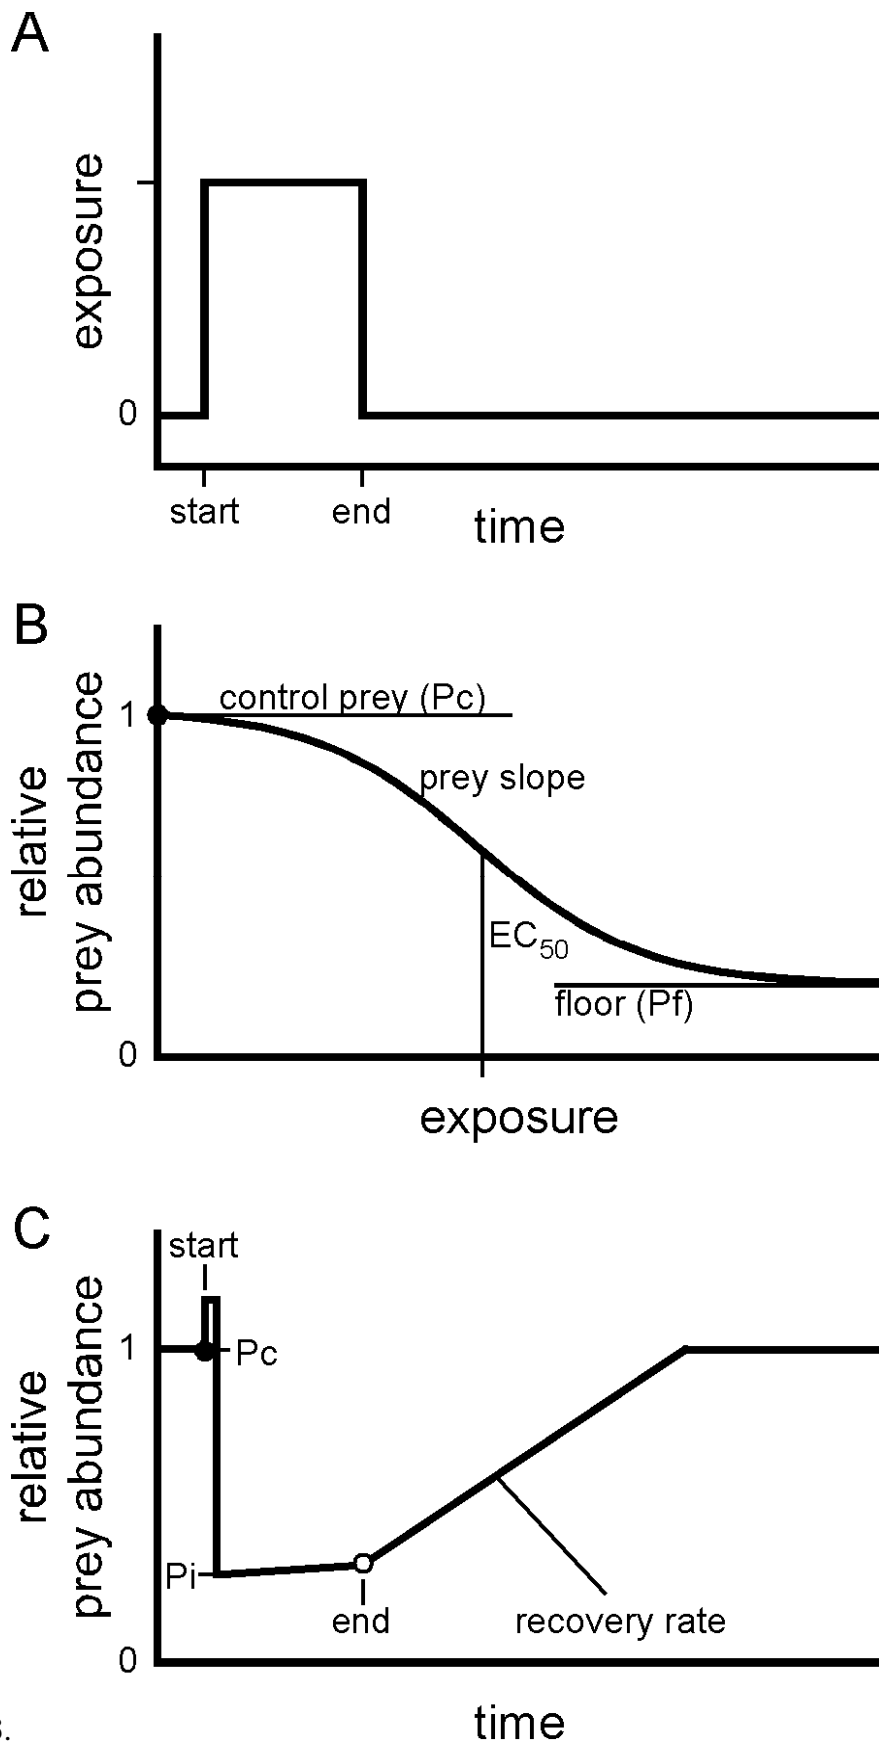 A
exposure
0
start
end
time
B
relative
prey abundance
1
control prey (Pc)
prey slope
EC50
floor (Pf)
0
exposure
C
start
relative
prey abundance
1
Pc
Pi
end
recovery rate
0
time